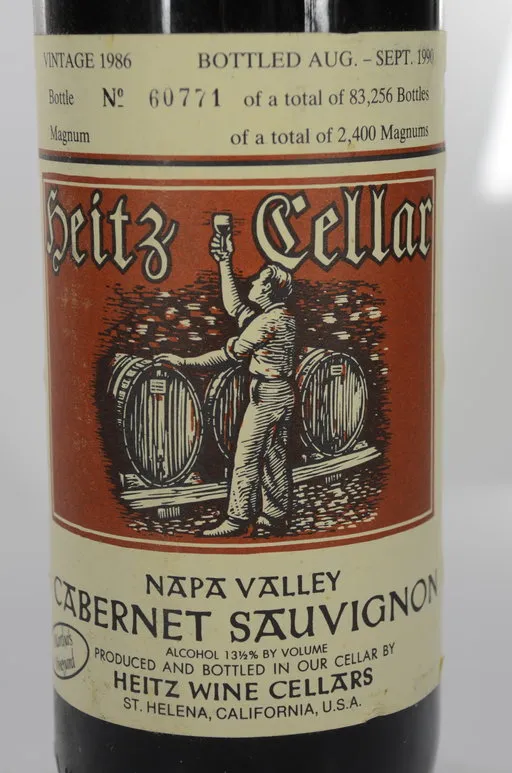 VINTAGE 1986 BOTTLED AUG. – SEPT. 1990
Bottle Nº 60771 of a total of 83,256 Bottles
Magnum of a total of 2,400 Magnums
Heitz Cellar
NAPA VALLEY
CABERNET SAUVIGNON
ALCOHOL 13½% BY VOLUME
PRODUCED AND BOTTLED IN OUR CELLAR BY
HEITZ WINE CELLARS
ST. HELENA, CALIFORNIA, U.S.A.